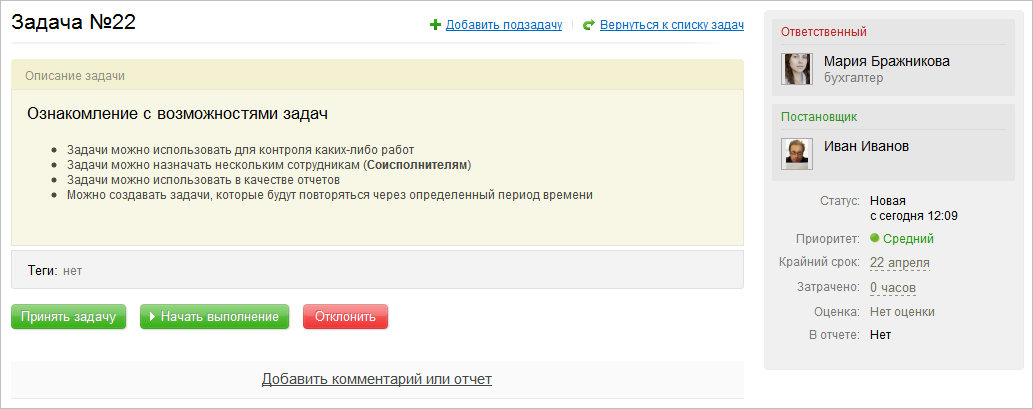 Задача №22
Добавить подзадачу
Вернуться к списку задач
Описание задачи
Ознакомление с возможностями задач
Задачи можно использовать для контроля каких-либо работ
Задачи можно назначать нескольким сотрудникам (Соисполнителям)
Задачи можно использовать в качестве отчетов
Можно создавать задачи, которые будут повторяться через определенный период времени
Теги: нет
Принять задачу
Начать выполнение
Отклонить
Добавить комментарий или отчет
Ответственный
Мария Бражникова
бухгалтер
Постановщик
Иван Иванов
Статус: Новая
с сегодня 12:09
Приоритет: Средний
Крайний срок: 22 апреля
Затрачено: 0 часов
Оценка: Нет оценки
В отчете: Нет